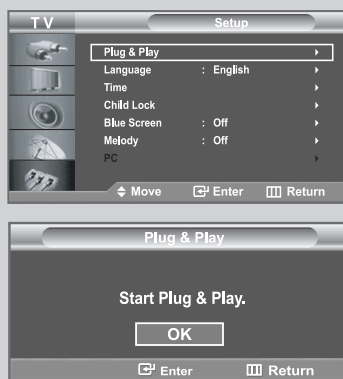 TV Setup
Plug & Play
Language : English
Time
Child Lock
Blue Screen : Off
Melody : Off
PC
Move Enter Return
Plug & Play
Start Plug & Play.
OK
Enter Return